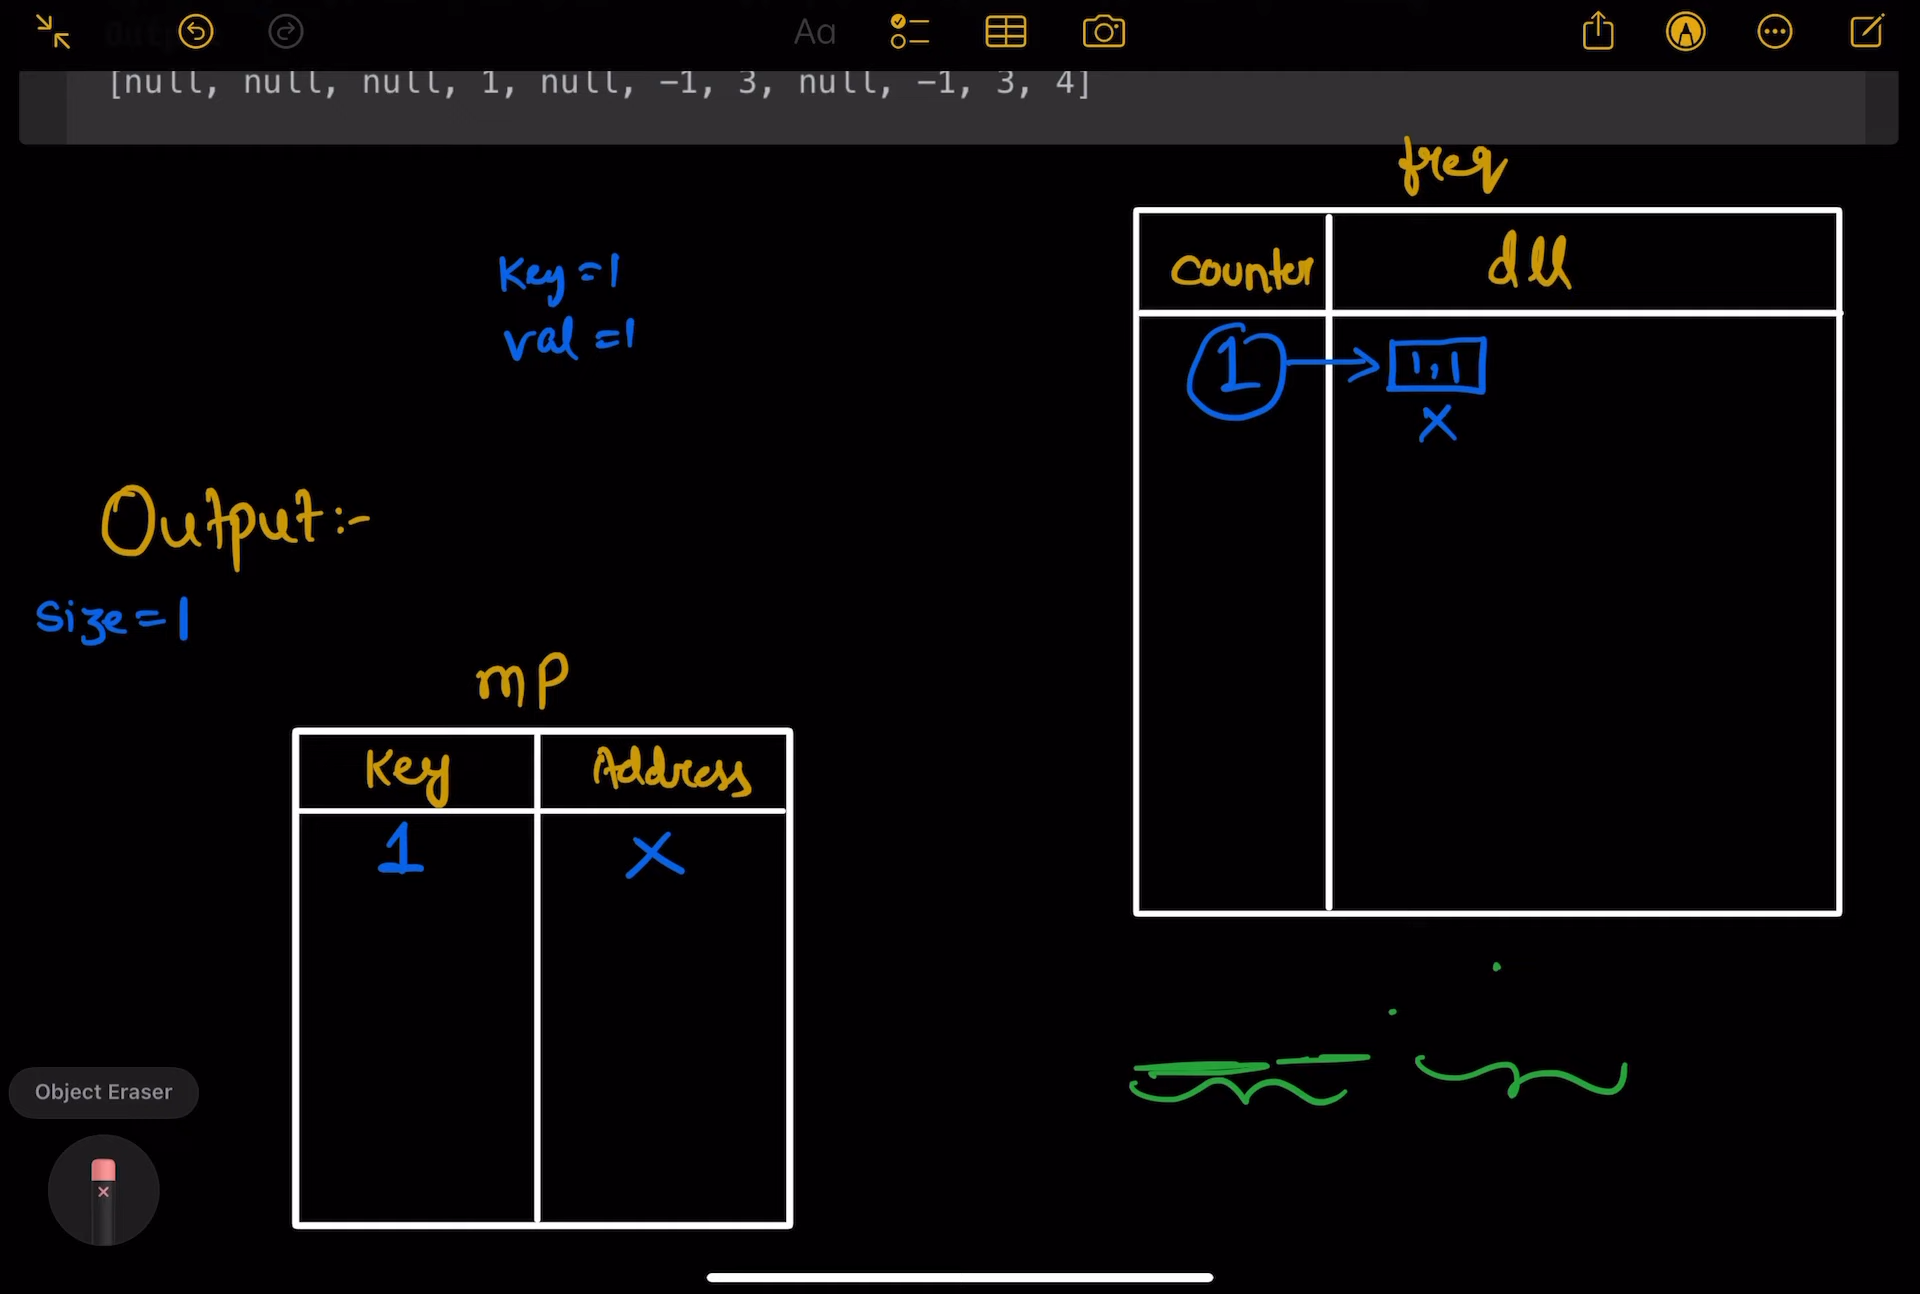 Aa
[null, null, null, 1, null, -1, 3, null, -1, 3, 4]
freq
Key = 1
val = 1
counter dll
1 → 1,1
x
Output :-
Size = 1
mp
Key Address
1 x
Object Eraser